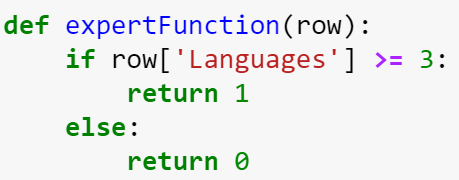 def expertFunction(row):
    if row['Languages'] >= 3:
        return 1
    else:
        return 0